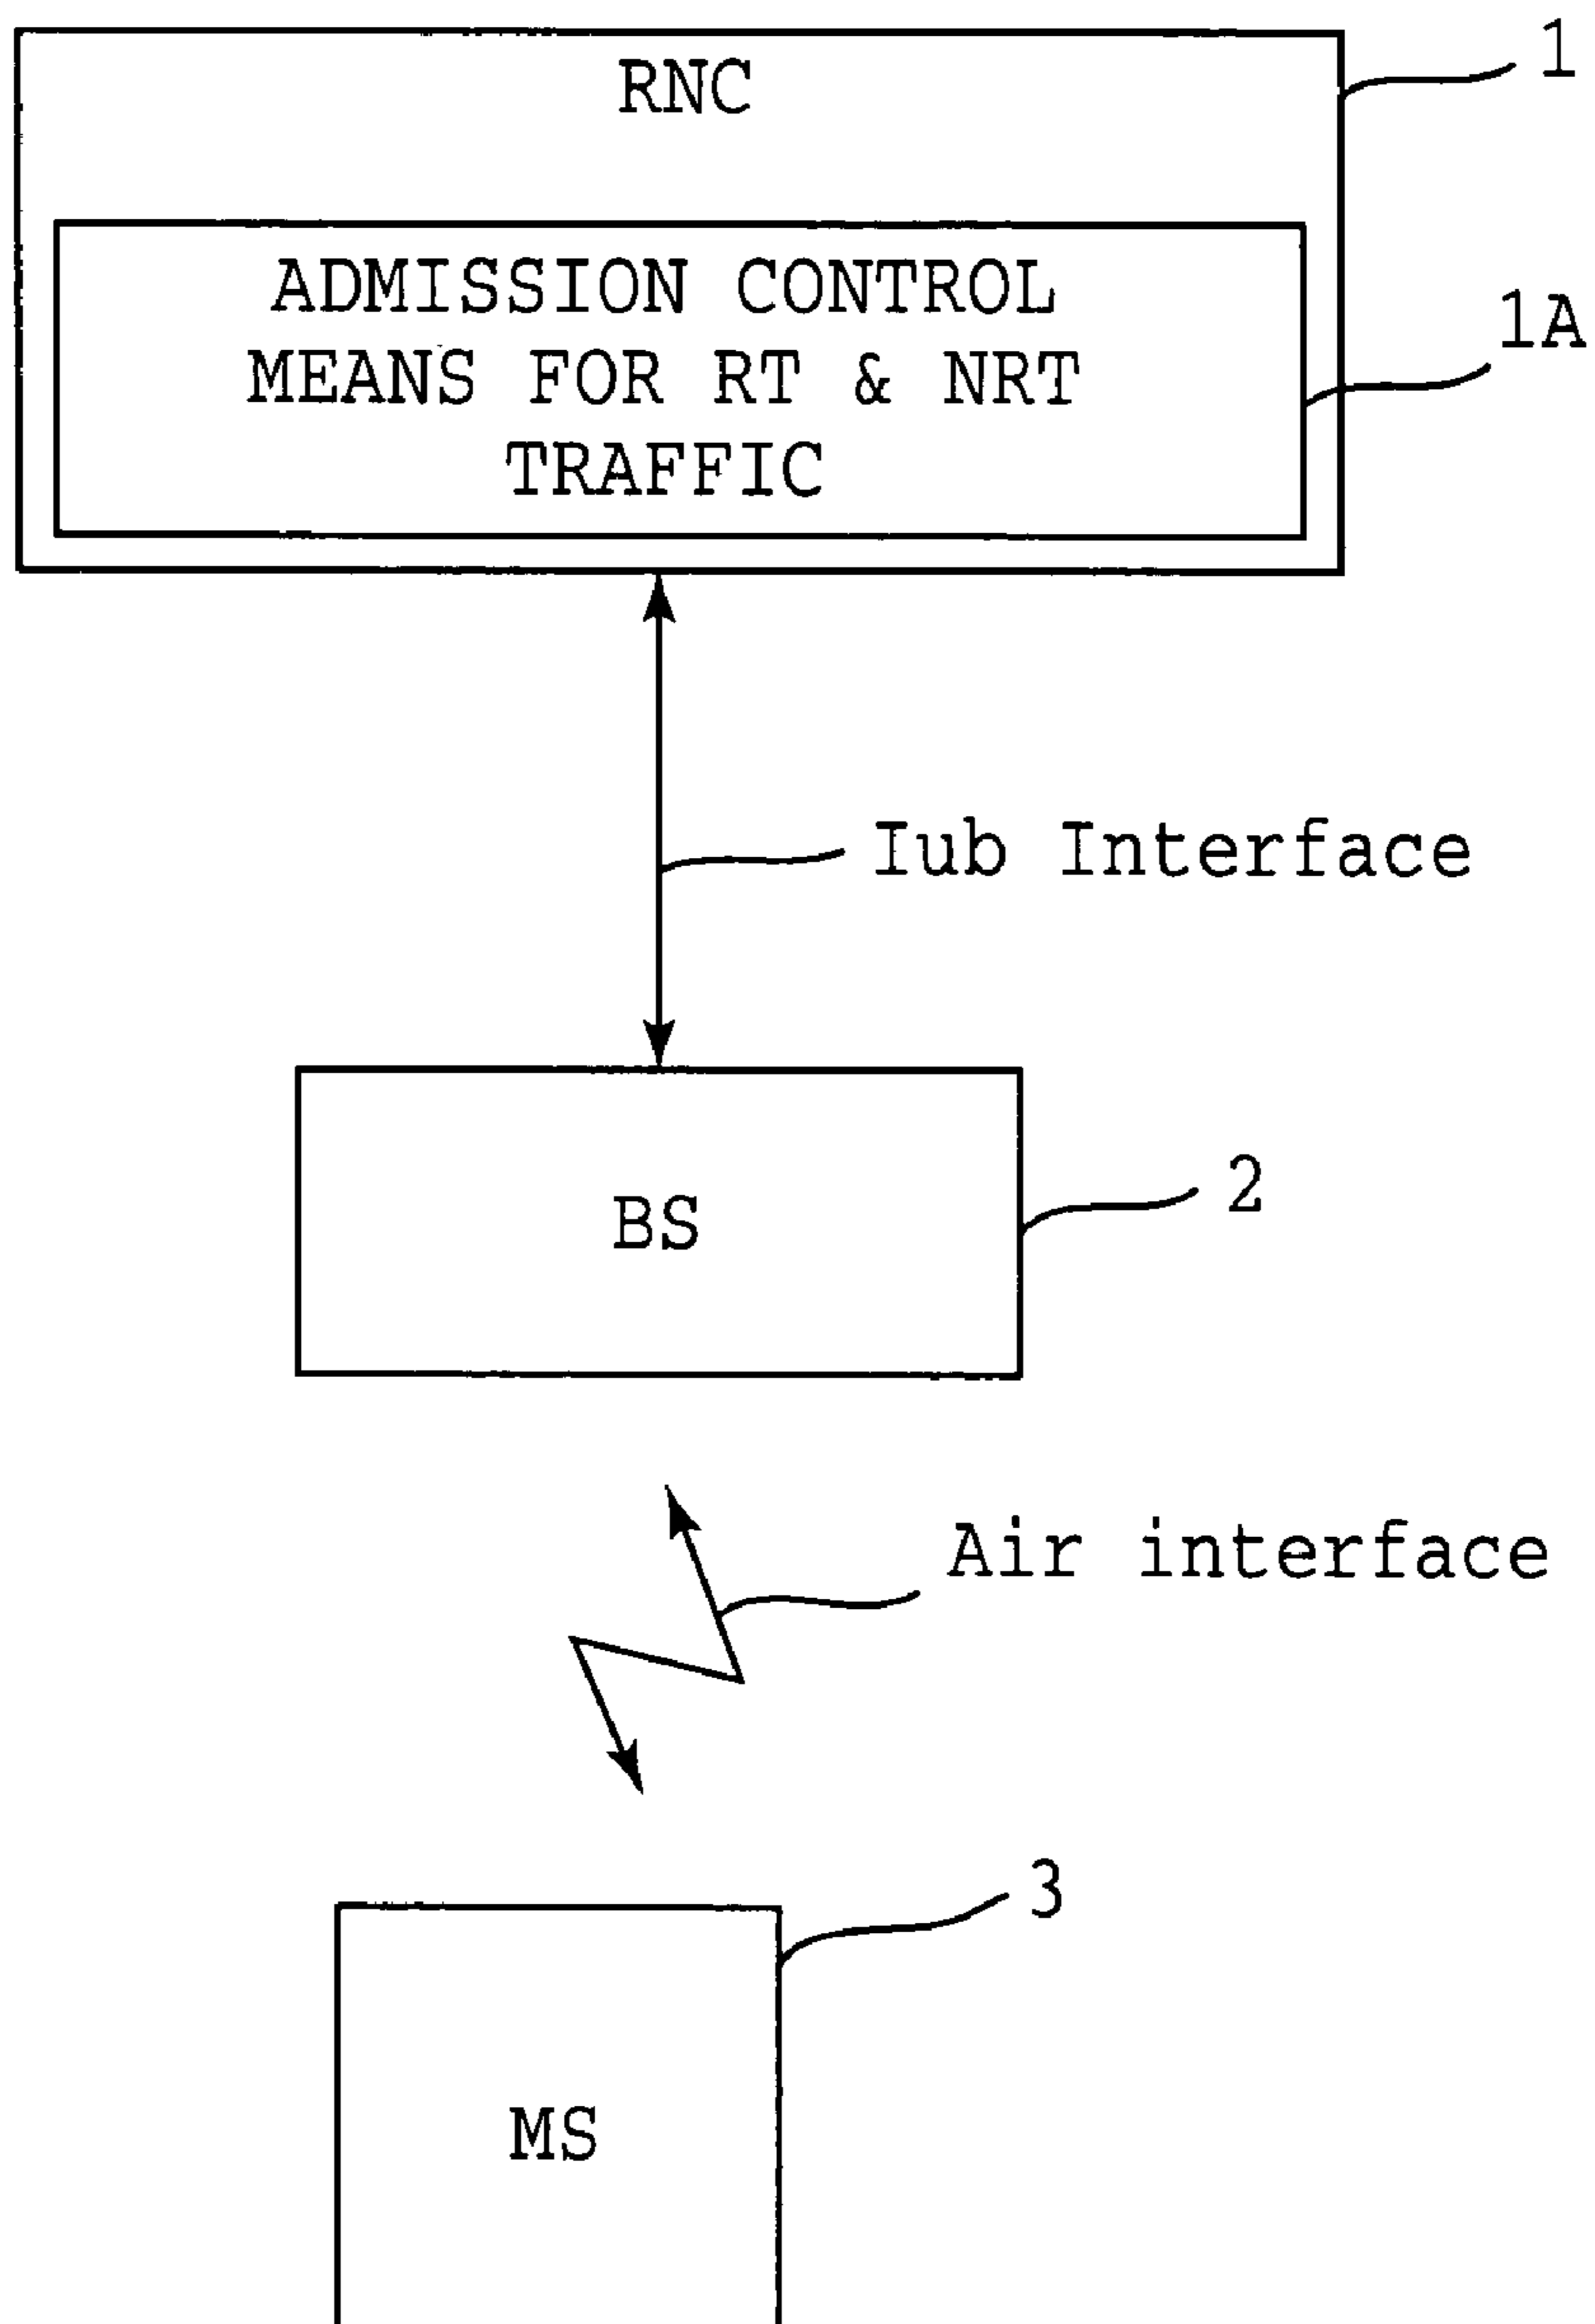 RNC
1
ADMISSION CONTROL
MEANS FOR RT & NRT
TRAFFIC
1A
Iub Interface
BS
2
Air interface
3
MS